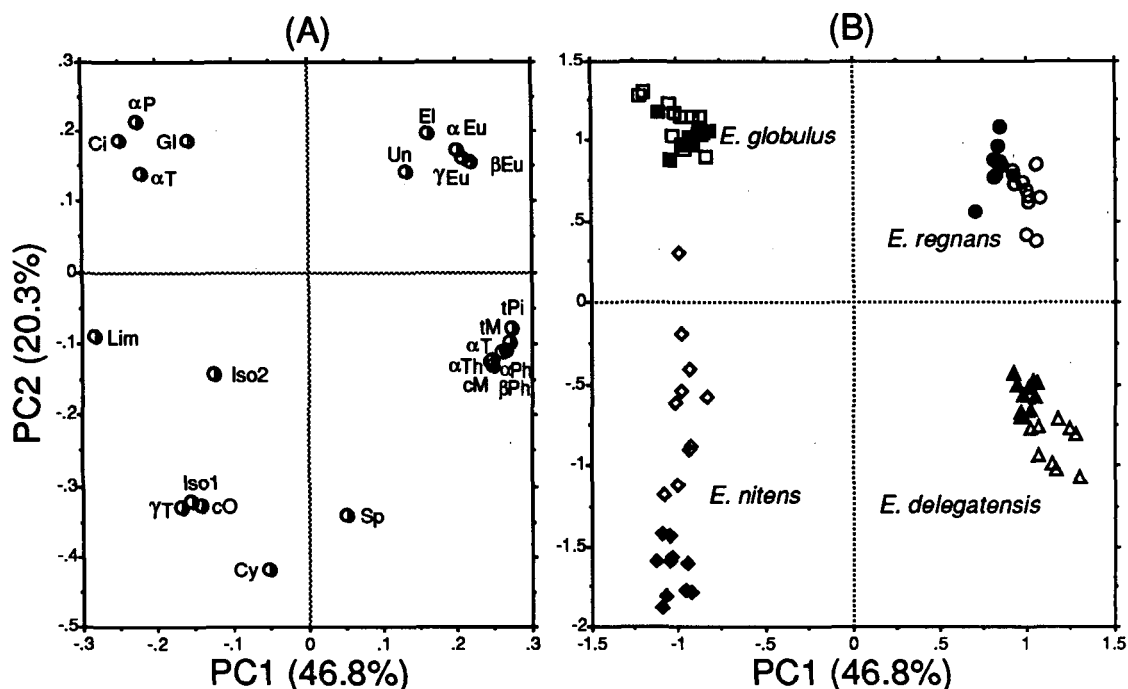 (A)
(B)
.3
.2
.1
0
-.1
-.2
-.3
-.4
-.5
PC2 (20.3%)
αP
Ci
Gl
αT
El
αEu
Un
γEu
βEu
Lim
Iso2
tPi
tM
αT
αTh
αPh
cM
βPh
Iso1
γT
cO
Sp
Cy
-.3
-.2
-.1
0
.1
.2
.3
PC1 (46.8%)
1.5
1
0.5
0
-.5
-1
-1.5
-2
E. globulus
E. regnans
E. nitens
E. delegatensis
-1.5
-1
-.5
0
.5
1
1.5
PC1 (46.8%)